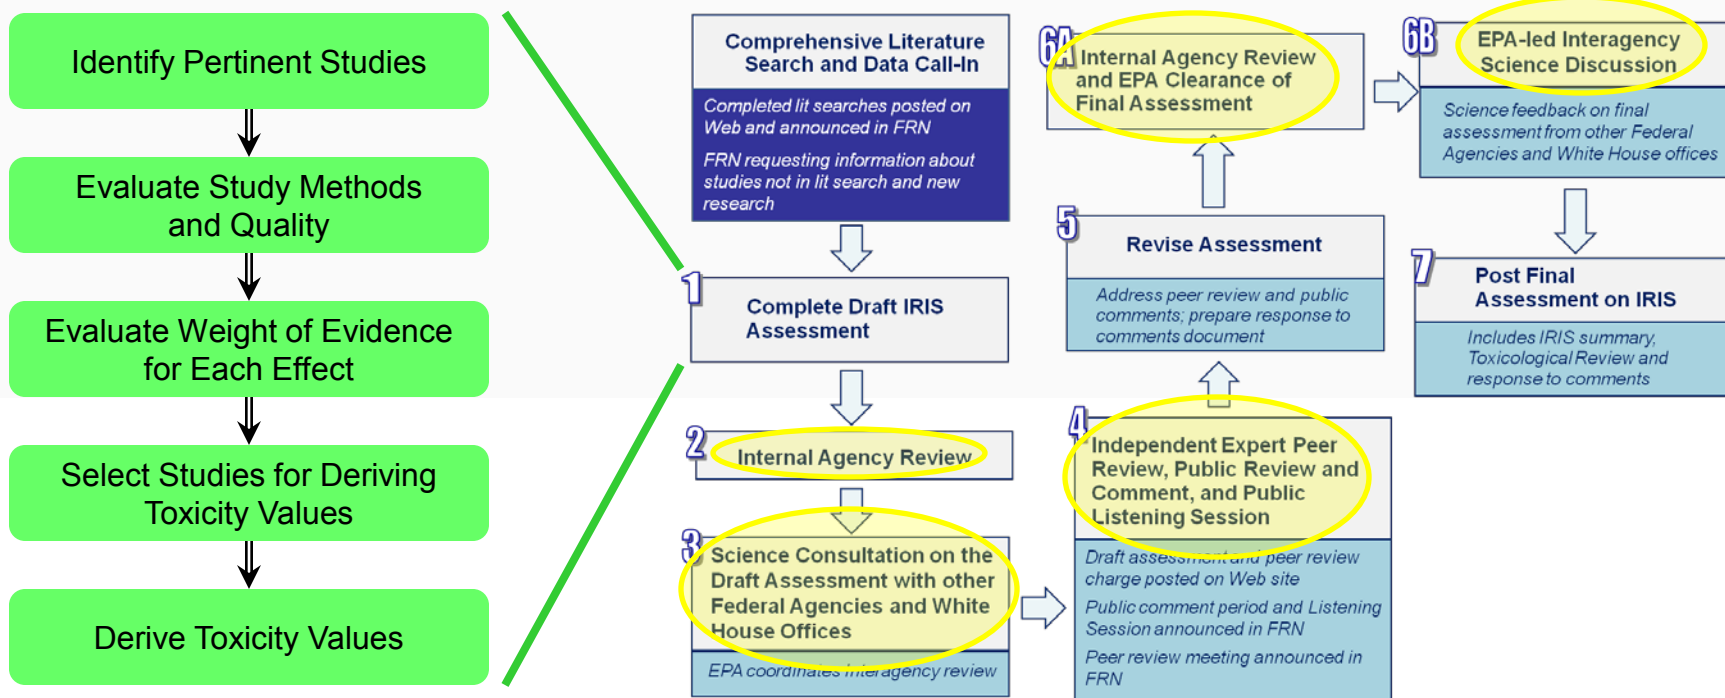 Identify Pertinent Studies
Evaluate Study Methods
and Quality
Evaluate Weight of Evidence
for Each Effect
Select Studies for Deriving
Toxicity Values
Derive Toxicity Values
Comprehensive Literature
Search and Data Call-In
Completed lit searches posted on
Web and announced in FRN
FRN requesting information about
studies not in lit search and new
research
1
Complete Draft IRIS
Assessment
2
Internal Agency Review
3
Science Consultation on the
Draft Assessment with other
Federal Agencies and White
House Offices
EPA coordinates interagency review
4
Independent Expert Peer
Review, Public Review and
Comment, and Public
Listening Session
Draft assessment and peer review
charge posted on Web site
Public comment period and Listening
Session announced in FRN
Peer review meeting announced in
FRN
5
Revise Assessment
Address peer review and public
comments; prepare response to
comments document
6A
Internal Agency Review
and EPA Clearance of
Final Assessment
6B
EPA-led Interagency
Science Discussion
Science feedback on final
assessment from other Federal
Agencies and White House offices
7
Post Final
Assessment on IRIS
Includes IRIS summary,
Toxicological Review and
response to comments